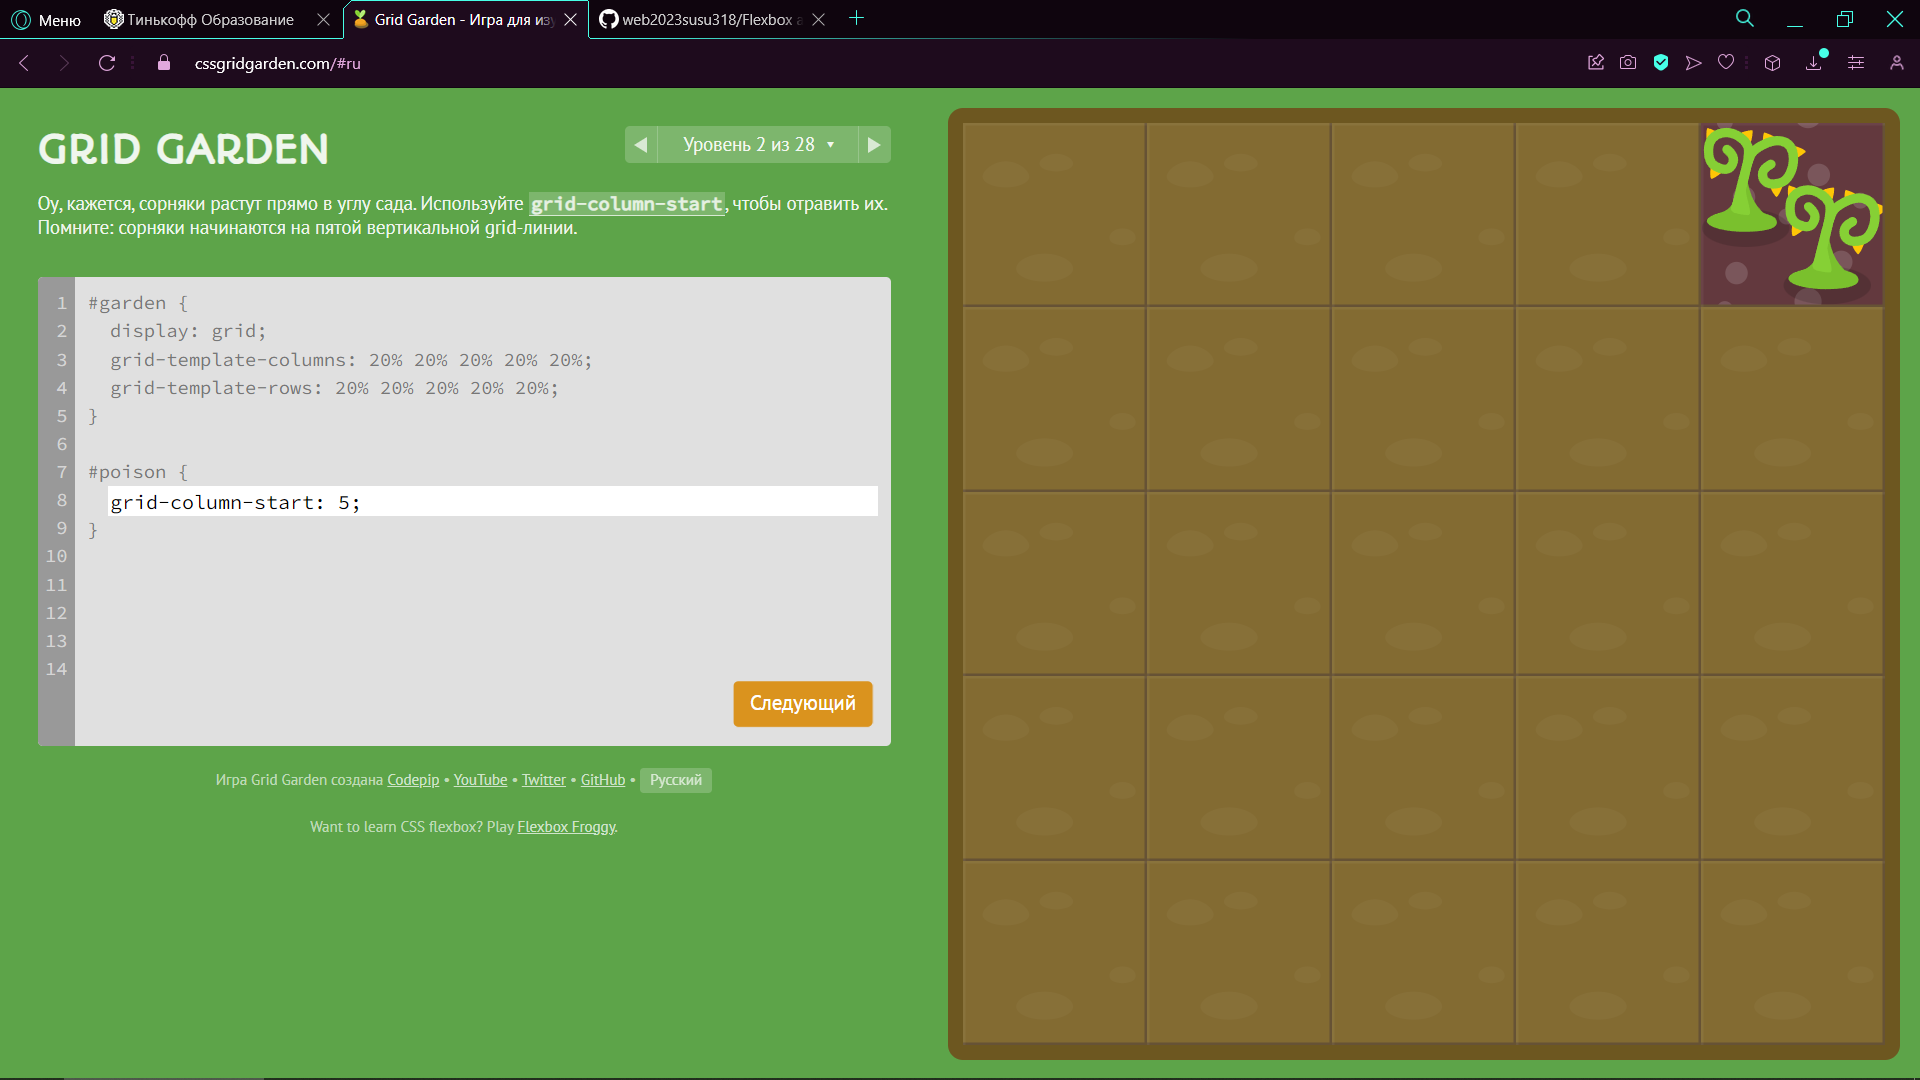 Меню
Тинькофф Образование
Grid Garden - Игра для из
web2023susu318/Flexbox
cssgridgarden.com/#ru
GRID GARDEN
Уровень 2 из 28
Оу, кажется, сорняки растут прямо в углу сада. Используйте grid-column-start, чтобы отравить их.
Помните: сорняки начинаются на пятой вертикальной grid-линии.
1 #garden {
2 display: grid;
3 grid-template-columns: 20% 20% 20% 20% 20%;
4 grid-template-rows: 20% 20% 20% 20% 20%;
5 }
6
7 #poison {
8 grid-column-start: 5;
9 }
10
11
12
13
14
Следующий
Игра Grid Garden создана Codepip • YouTube • Twitter • GitHub • Русский
Want to learn CSS flexbox? Play Flexbox Froggy.